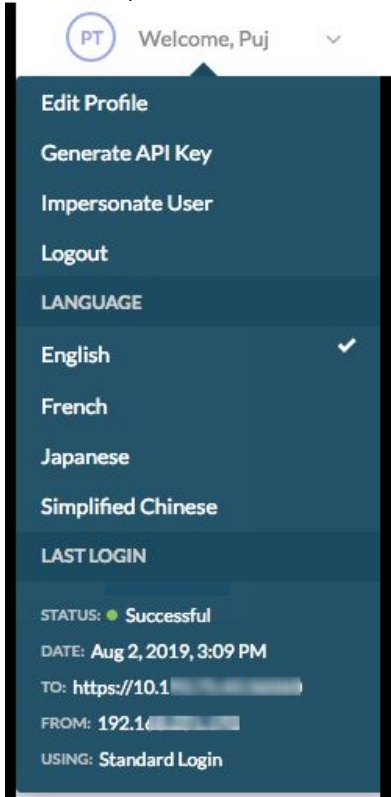 PT Welcome, Puj
Edit Profile
Generate API Key
Impersonate User
Logout
LANGUAGE
English
French
Japanese
Simplified Chinese
LAST LOGIN
STATUS: Successful
DATE: Aug 2, 2019, 3:09 PM
TO: https://10.1
FROM: 192.16
USING: Standard Login